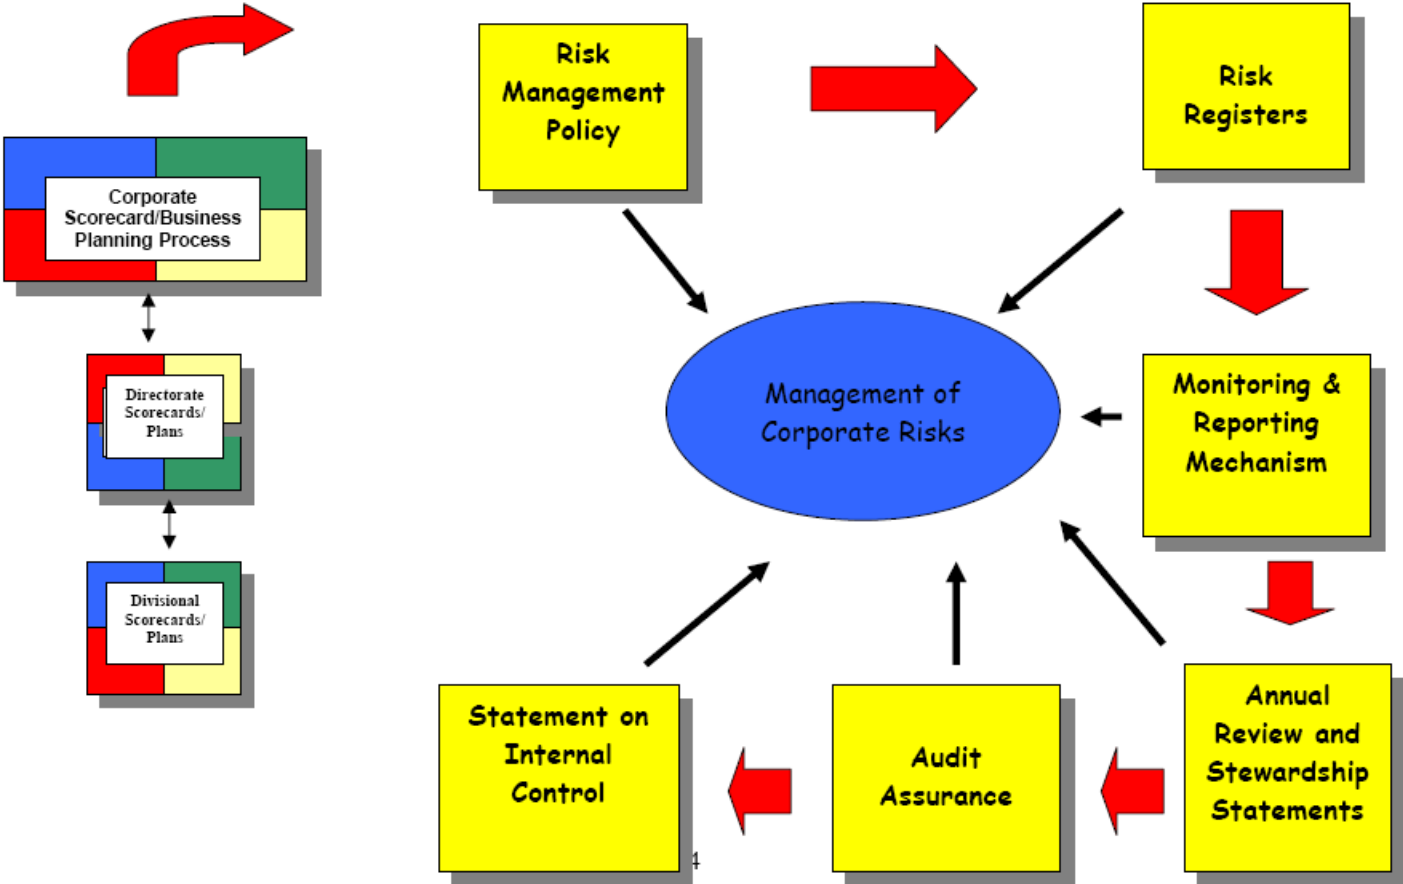 Risk
Management
Policy
Risk
Registers
Corporate
Scorecard/Business
Planning Process
Directorate
Scorecards/
Plans
Divisional
Scorecards/
Plans
Management of
Corporate Risks
Monitoring &
Reporting
Mechanism
Annual
Review and
Stewardship
Statements
Audit
Assurance
Statement on
Internal
Control
4